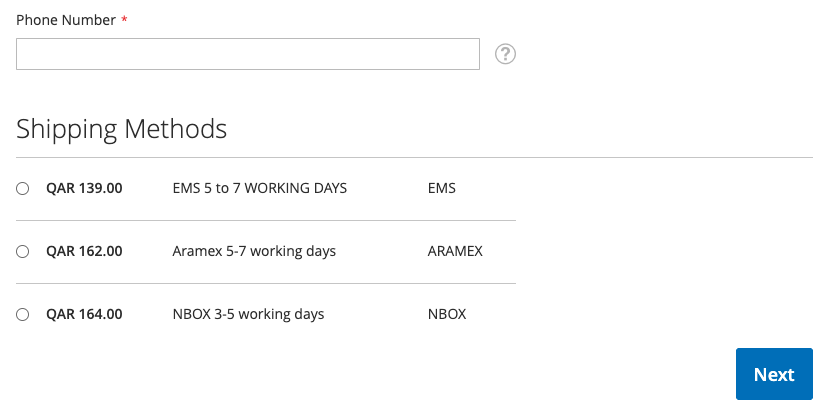 Phone Number *
?
Shipping Methods
QAR 139.00 EMS 5 to 7 WORKING DAYS EMS
QAR 162.00 Aramex 5-7 working days ARAMEX
QAR 164.00 NBOX 3-5 working days NBOX
Next